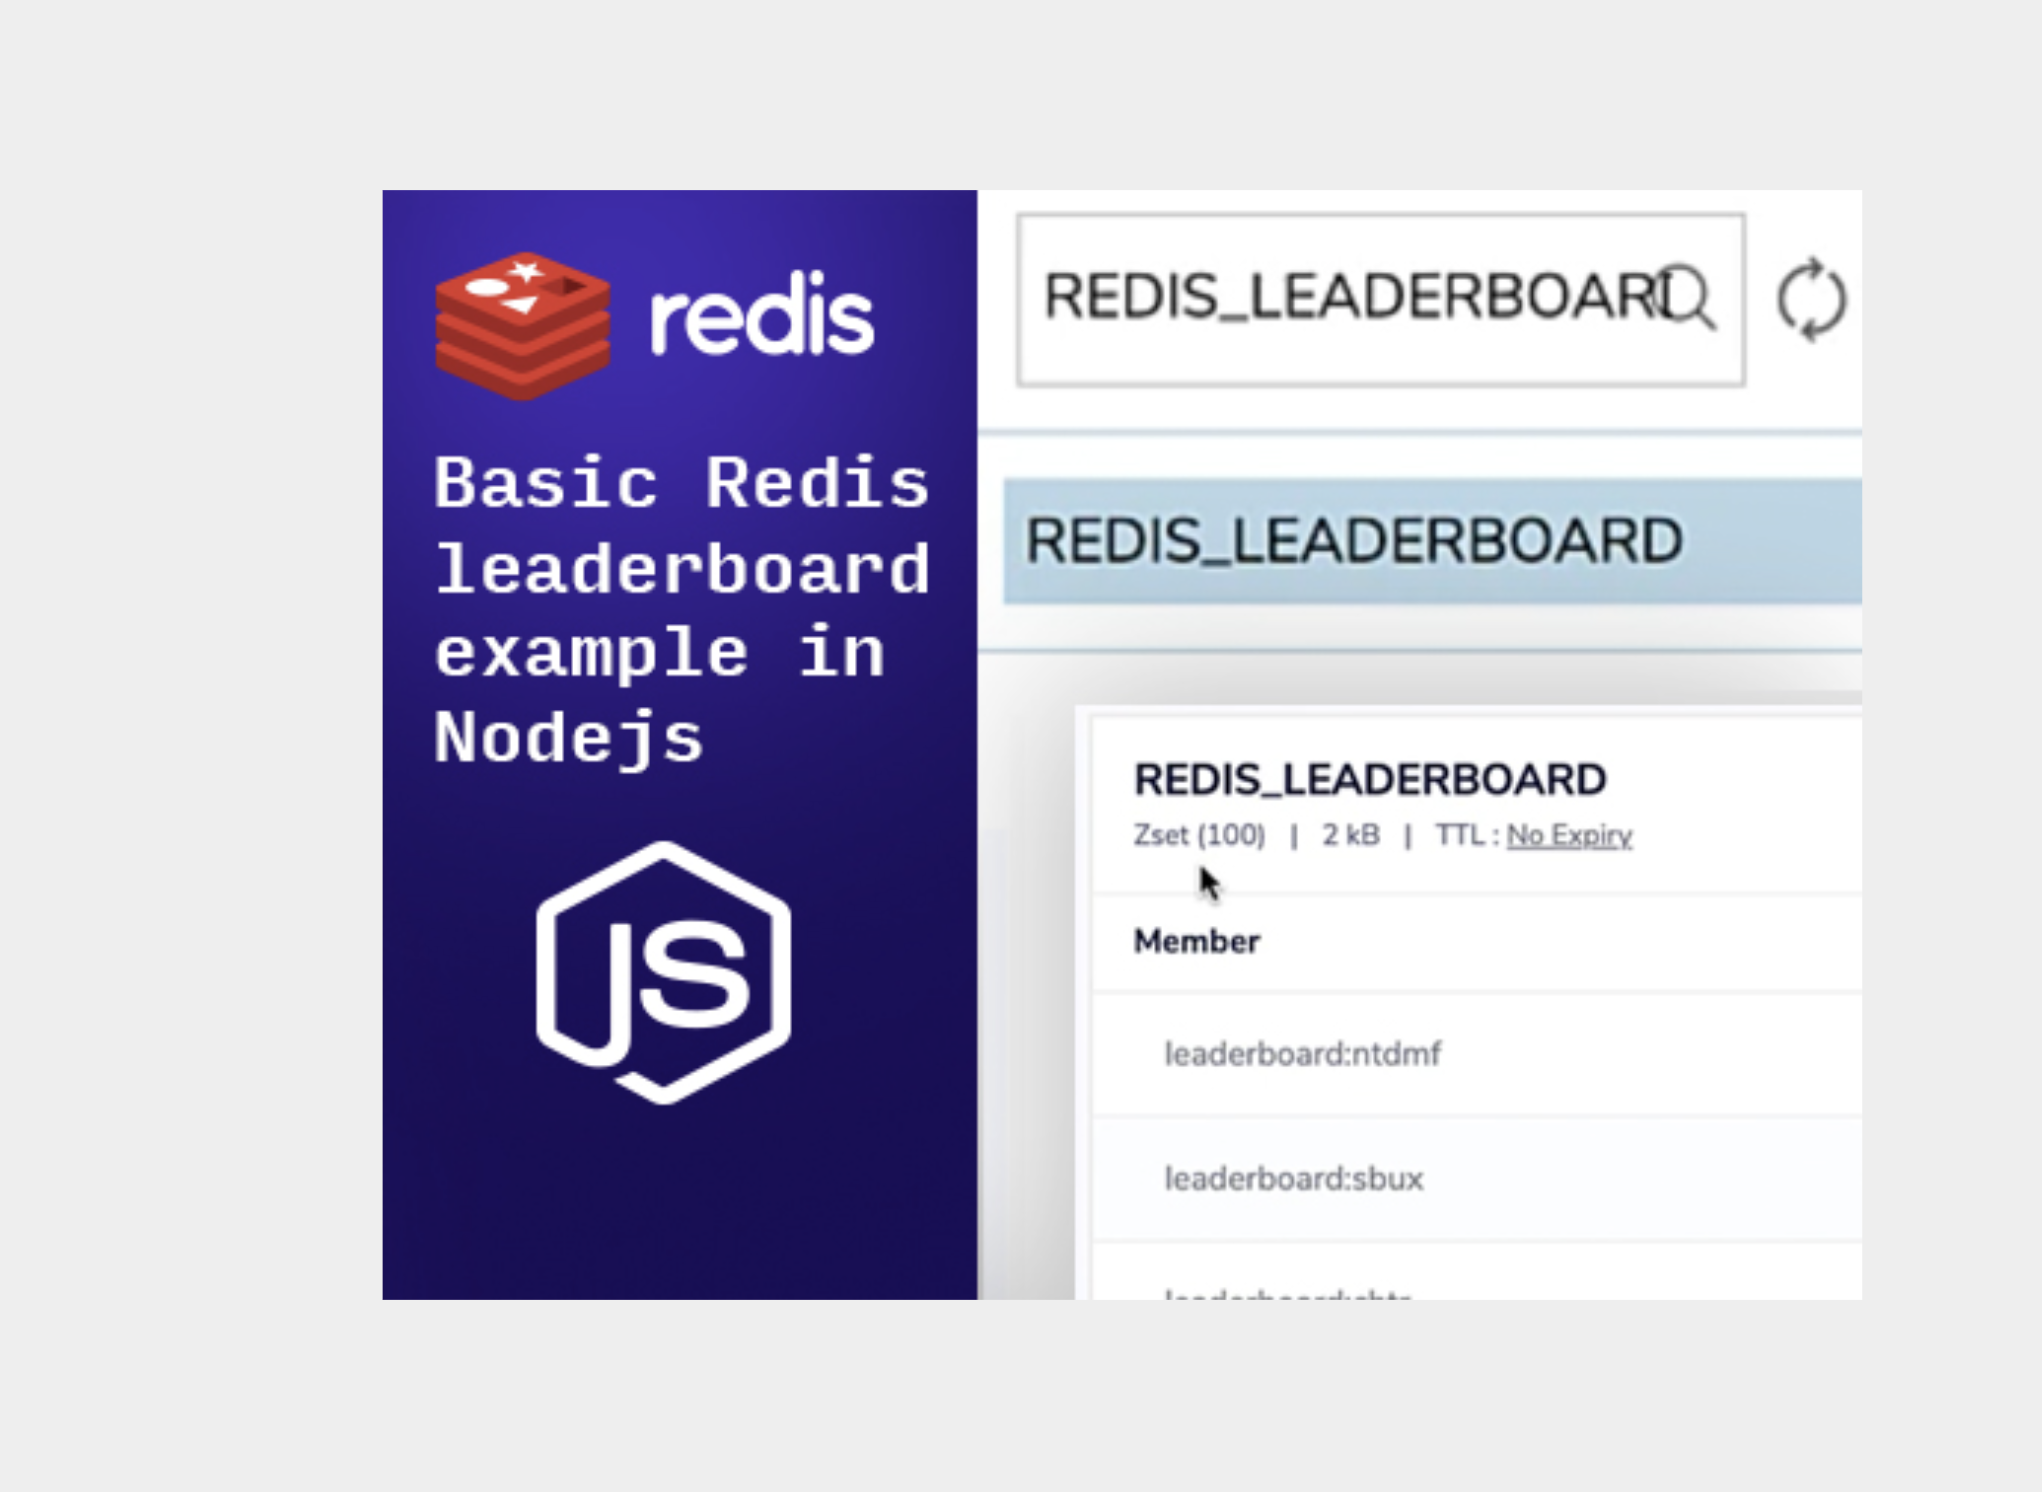 redis
Basic Redis
leaderboard
example in
Nodejs
JS
REDIS_LEADERBOARD
REDIS_LEADERBOARD
REDIS_LEADERBOARD
Zset (100) | 2 kB | TTL : No Expiry
Member
leaderboard:ntdmf
leaderboard:sbux